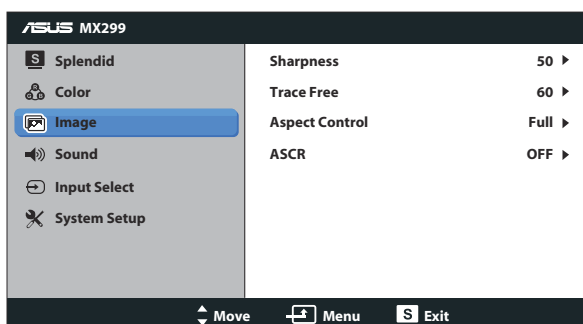 ASUS MX299
S Splendid
Color
Image
Sound
Input Select
System Setup
Sharpness 50
Trace Free 60
Aspect Control Full
ASCR OFF
Move Menu S Exit